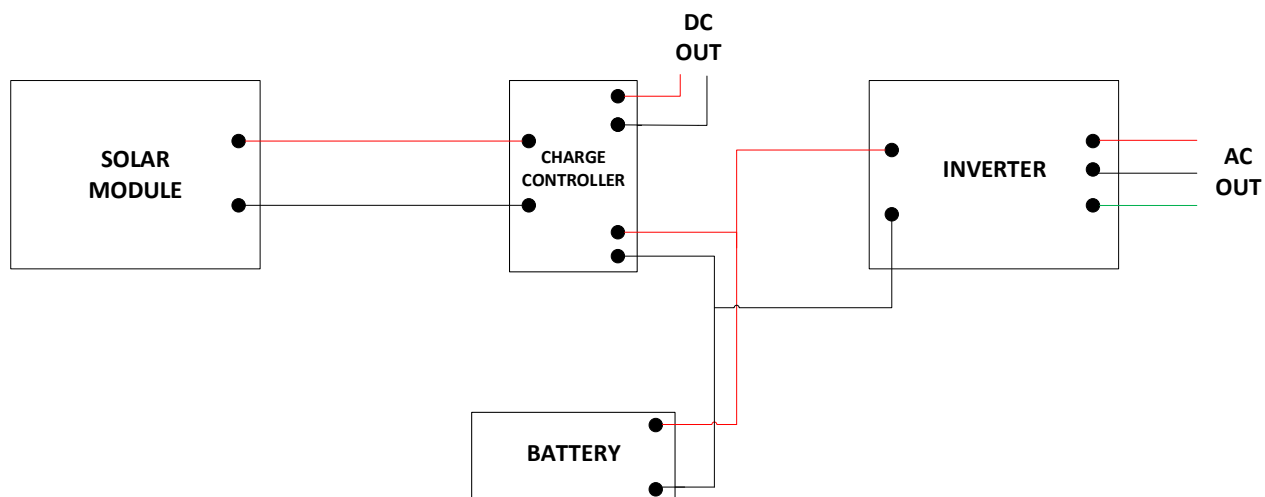 DC
OUT
SOLAR
MODULE
CHARGE
CONTROLLER
INVERTER
AC
OUT
BATTERY